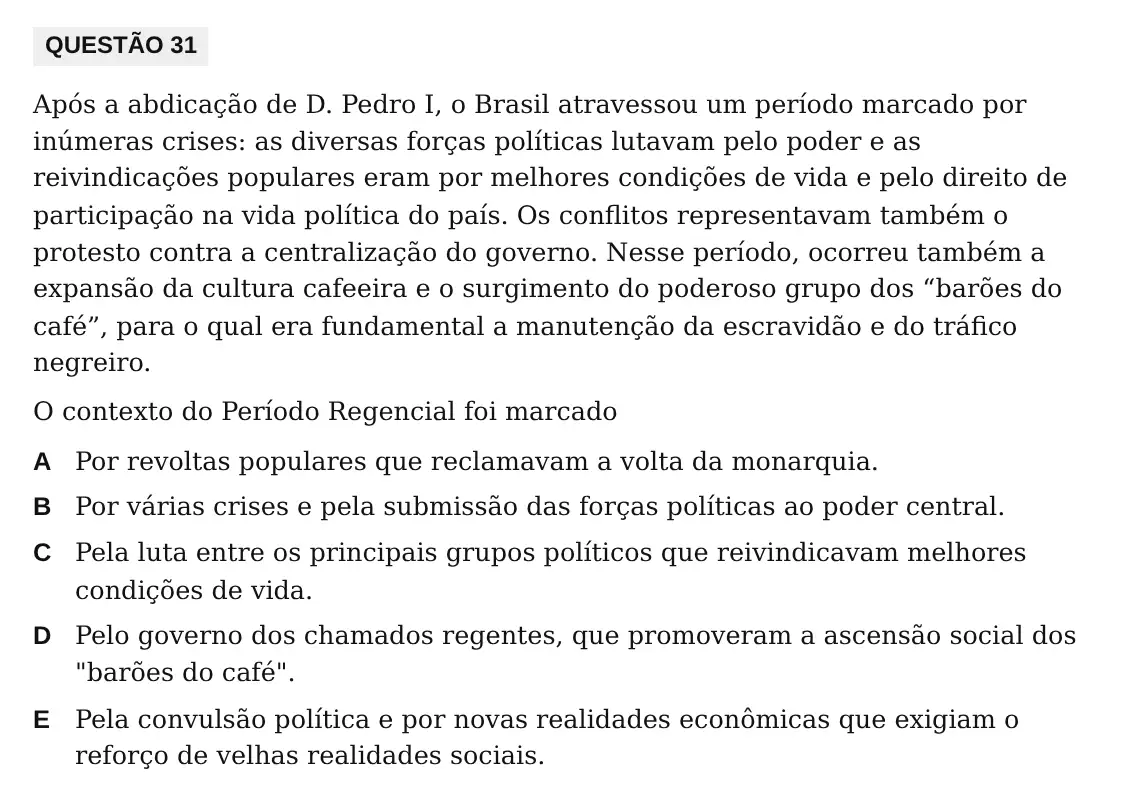 QUESTÃO 31
Após a abdicação de D. Pedro I, o Brasil atravessou um período marcado por
inúmeras crises: as diversas forças políticas lutavam pelo poder e as
reivindicações populares eram por melhores condições de vida e pelo direito de
participação na vida política do país. Os conflitos representavam também o
protesto contra a centralização do governo. Nesse período, ocorreu também a
expansão da cultura cafeeira e o surgimento do poderoso grupo dos “barões do
café”, para o qual era fundamental a manutenção da escravidão e do tráfico
negreiro.
O contexto do Período Regencial foi marcado
A Por revoltas populares que reclamavam a volta da monarquia.
B Por várias crises e pela submissão das forças políticas ao poder central.
C Pela luta entre os principais grupos políticos que reivindicavam melhores
condições de vida.
D Pelo governo dos chamados regentes, que promoveram a ascensão social dos
"barões do café".
E Pela convulsão política e por novas realidades econômicas que exigiam o
reforço de velhas realidades sociais.